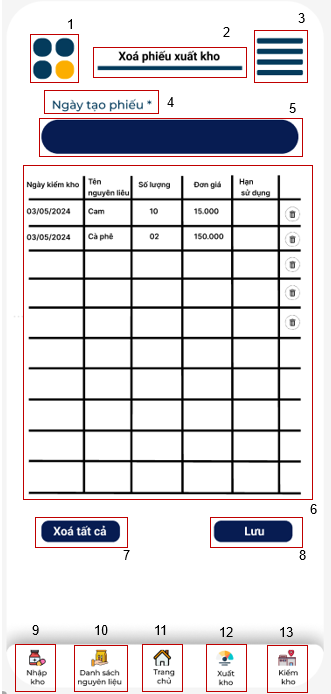 1
2
3
Xoá phiếu xuất kho
Ngày tạo phiếu *
4
5
Ngày kiểm kho
Tên
nguyên liêu
Số lượng
Đơn giá
Hạn
sử dụng
03/05/2024 Cam 10 15.000
03/05/2024 Cà phê 02 150.000
6
Xoá tất cả
Lưu
7
8
9
10
11
12
13
Nhập
kho
Danh sách
nguyên liệu
Trang
chủ
Xuất
kho
Kiểm
kho